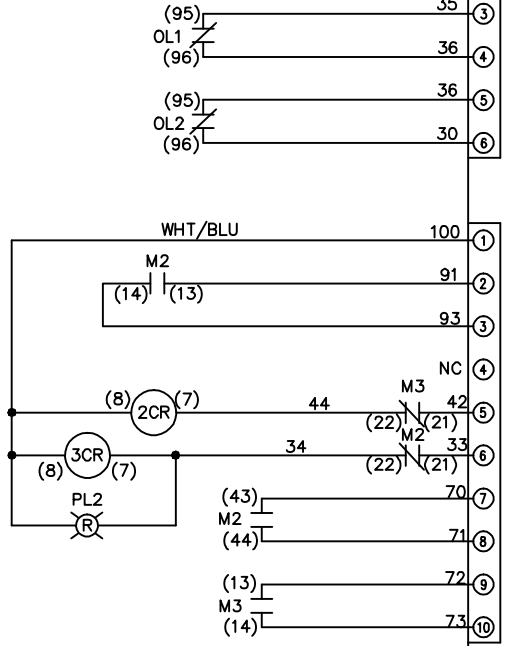 (95) 35 3
OL1
(96) 36 4
(95) 36 5
OL2
(96) 30 6
WHT/BLU 100 1
M2 91 2
(14) (13)
93 3
NC 4
M3
(8) 2CR (7) 44 (22) (21) 42 5
M2
(8) 3CR (7) 34 (22) (21) 33 6
PL2
R
(43) 70 7
M2
(44) 71 8
(13) 72 9
M3
(14) 73 10